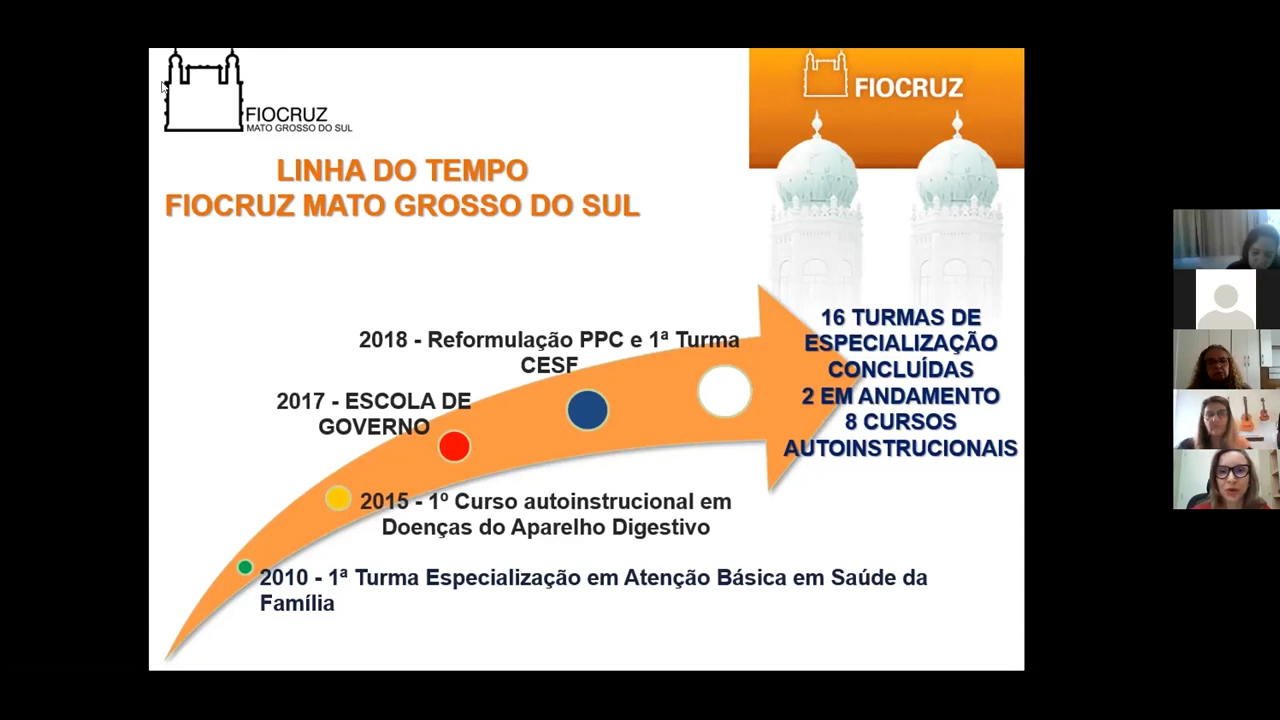 FIOCRUZ
MATO GROSSO DO SUL
FIOCRUZ
LINHA DO TEMPO
FIOCRUZ MATO GROSSO DO SUL
2018 - Reformulação PPC e 1ª Turma
CESF
2017 - ESCOLA DE
GOVERNO
2015 - 1º Curso autoinstrucional em
Doenças do Aparelho Digestivo
2010 - 1ª Turma Especialização em Atenção Básica em Saúde da
Família
16 TURMAS DE
ESPECIALIZAÇÃO
CONCLUÍDAS
2 EM ANDAMENTO
8 CURSOS
AUTOINSTRUCIONAIS